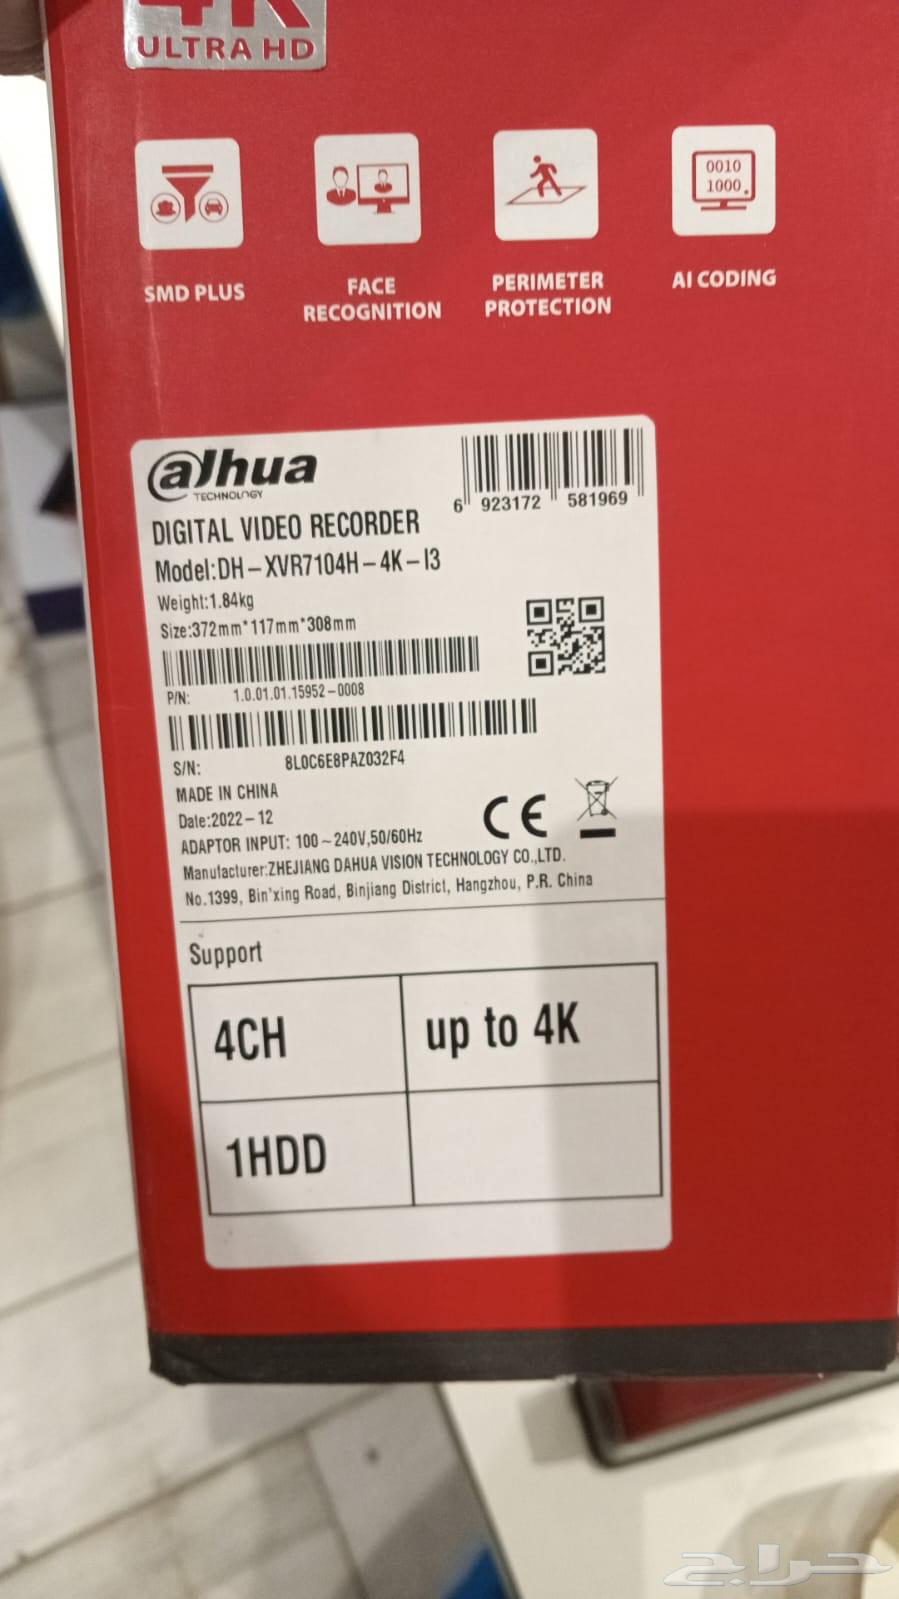 4K
ULTRA HD
0010
1000
SMD PLUS
FACE
RECOGNITION
PERIMETER
PROTECTION
AI CODING
alhua
TECHNOLOGY
6 923172 581969
DIGITAL VIDEO RECORDER
Model:DH-XVR7104H-4K-I3
Weight:1.84kg
Size:372mm*117mm*308mm
P/N: 1.0.01.01.15952-0008
S/N: 8L0C6E8PAZ032F4
MADE IN CHINA
Date:2022-12
CE
ADAPTOR INPUT: 100~240V,50/60Hz
Manufacturer:ZHEJIANG DAHUA VISION TECHNOLOGY CO.,LTD.
No.1399, Bin'xing Road, Binjiang District, Hangzhou, P.R. China
Support
4CH up to 4K
1HDD
حراج